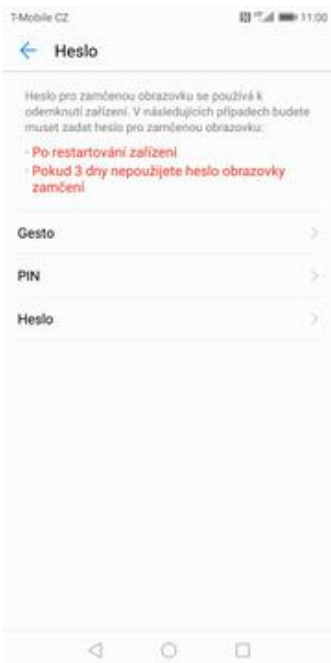 T-Mobile CZ 11:00
Heslo
Heslo pro zamčenou obrazovku se používá k
odemknutí zařízení. V následujících případech budete
muset zadat heslo pro zamčenou obrazovku:
- Po restartování zařízení
- Pokud 3 dny nepoužijete heslo obrazovky
zamčení
Gesto
PIN
Heslo